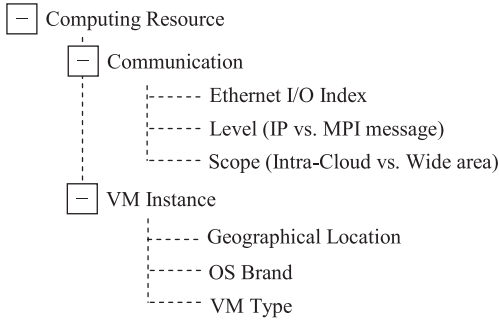 Computing Resource
Communication
Ethernet I/O Index
Level (IP vs. MPI message)
Scope (Intra-Cloud vs. Wide area)
VM Instance
Geographical Location
OS Brand
VM Type